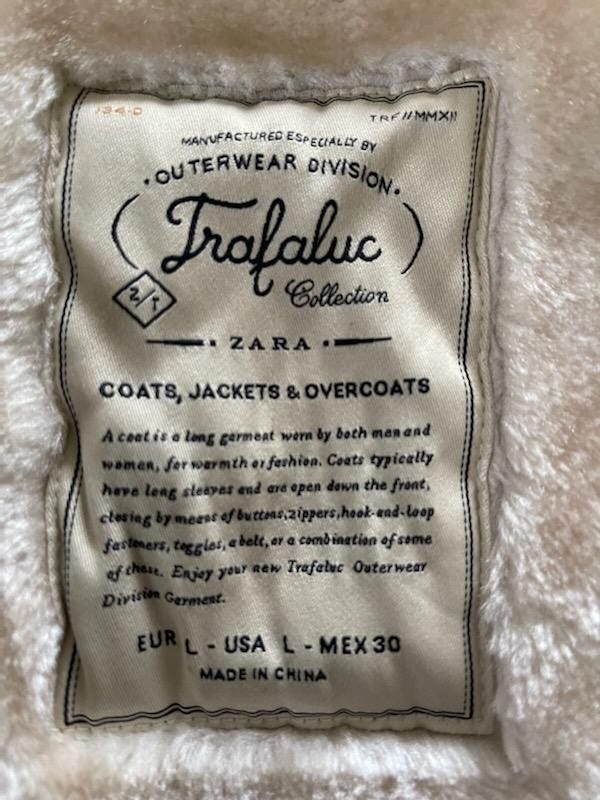 134-C
TRF//MMXII
MANUFACTURED ESPECIALLY BY
·OUTERWEAR DIVISION·
(Trafaluc)
Z/T
Collection
ZARA
COATS, JACKETS & OVERCOATS
A coat is a long garment worn by both men and
women, for warmth or fashion. Coats typically
have long sleeves and are open down the front,
closing by means of buttons,zippers,hook-and-loop
fasteners, toggles, a belt, or a combination of some
of these. Enjoy your new Trafaluc Outerwear
Division Garment.
EUR L - USA L - MEX 30
MADE IN CHINA